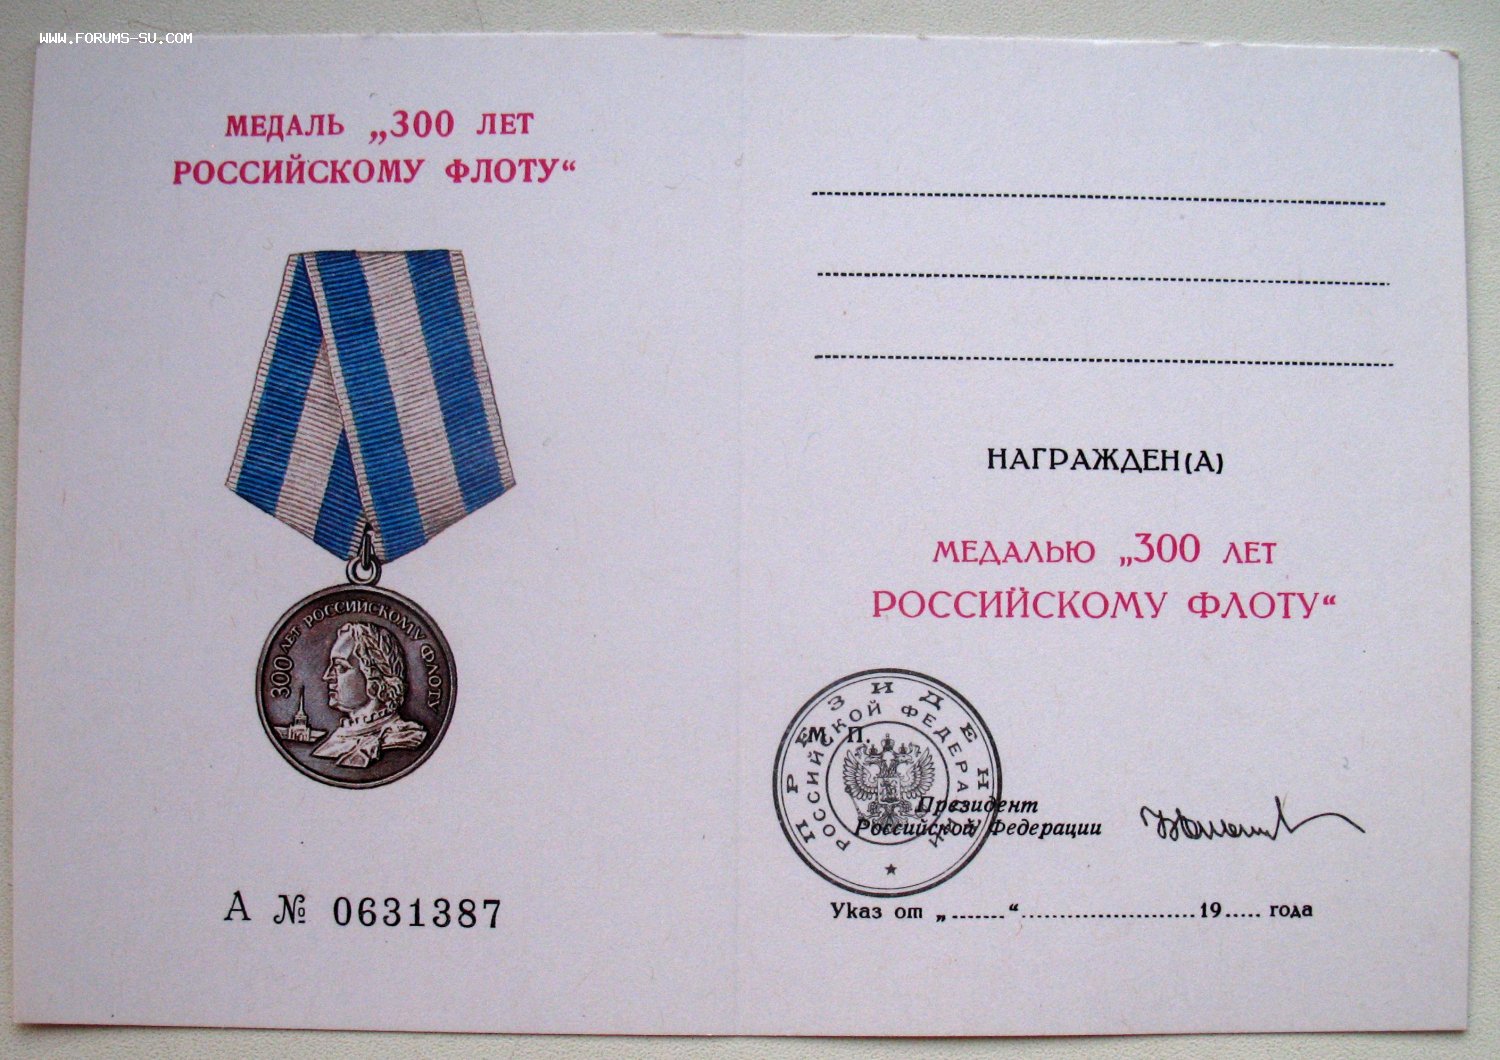 WWW.FORUMS-SU.COM
МЕДАЛЬ „300 ЛЕТ
РОССИЙСКОМУ ФЛОТУ“
300 ЛЕТ РОССИЙСКОМУ ФЛОТУ
А № 0631387
НАГРАЖДЕН(А)
МЕДАЛЬЮ „300 ЛЕТ
РОССИЙСКОМУ ФЛОТУ“
ПРЕЗИДЕН
РОССИЙСКОЙ ФЕДЕРАЦИИ
М. П.
Президент
Российской Федерации
Указ от „.......“.......................19..... года